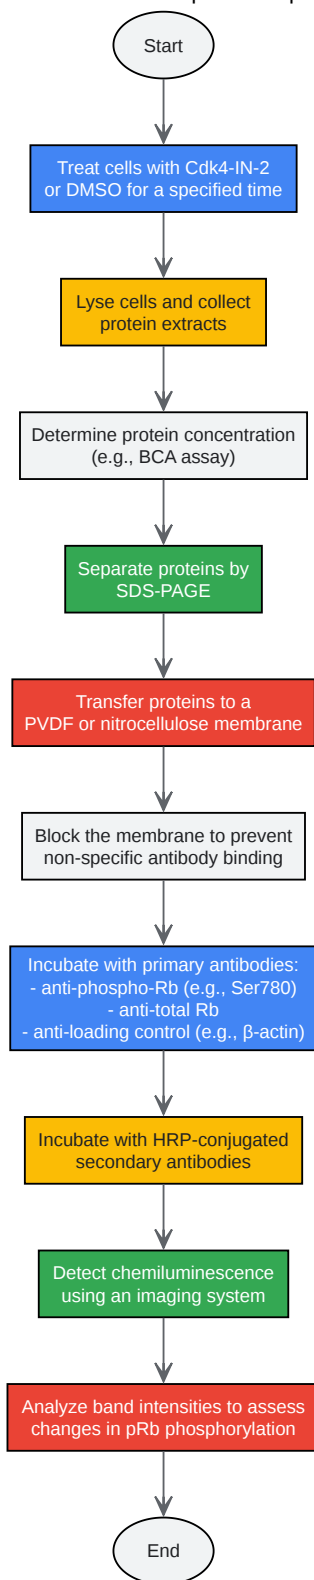 Start
Treat cells with Cdk4-IN-2
or DMSO for a specified time
Lyse cells and collect
protein extracts
Determine protein concentration
(e.g., BCA assay)
Separate proteins by
SDS-PAGE
Transfer proteins to a
PVDF or nitrocellulose membrane
Block the membrane to prevent
non-specific antibody binding
Incubate with primary antibodies:
- anti-phospho-Rb (e.g., Ser780)
- anti-total Rb
- anti-loading control (e.g., β-actin)
Incubate with HRP-conjugated
secondary antibodies
Detect chemiluminescence
using an imaging system
Analyze band intensities to assess
changes in pRb phosphorylation
End